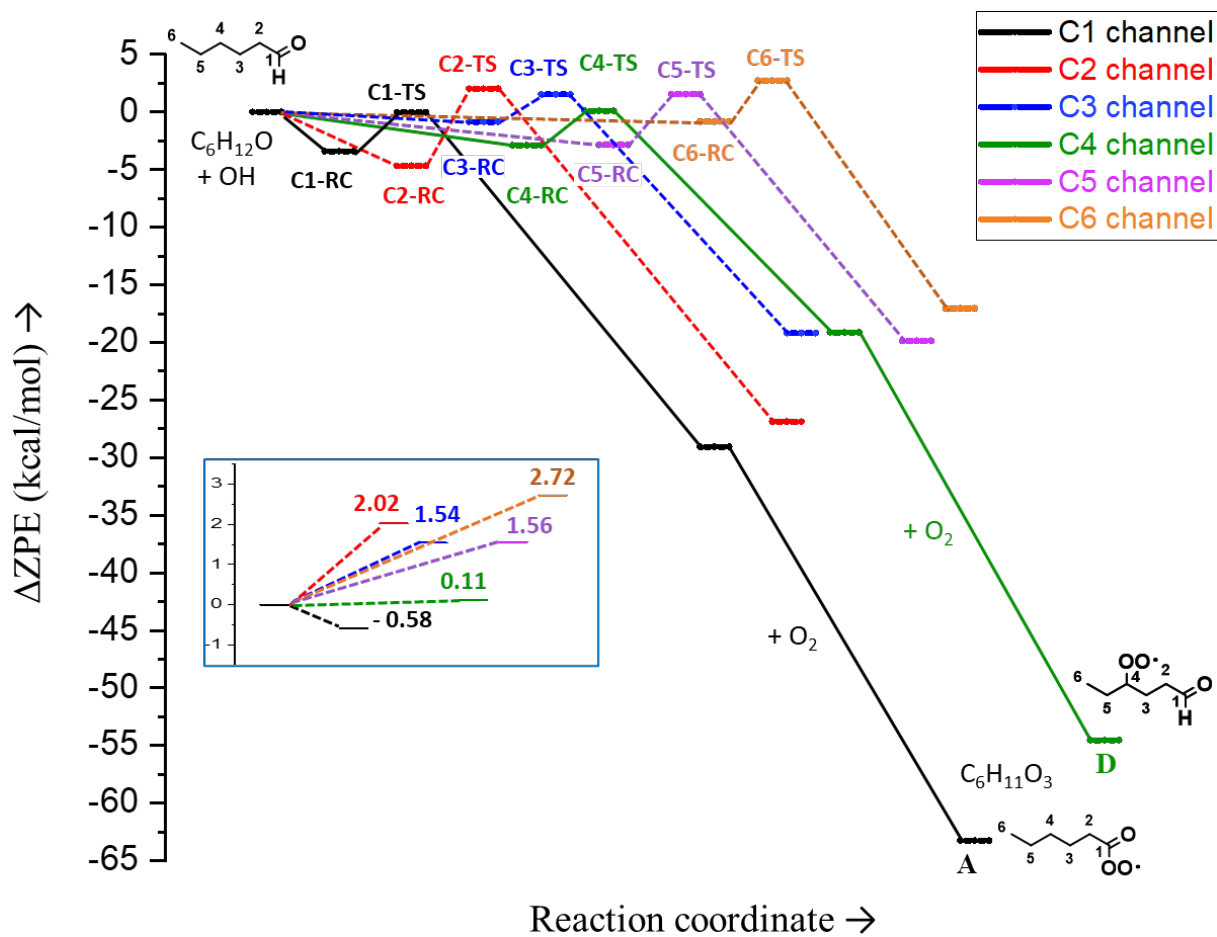 C1 channel
C2 channel
C3 channel
C4 channel
C5 channel
C6 channel
ΔZPE (kcal/mol) →
5
0
-5
-10
-15
-20
-25
-30
-35
-40
-45
-50
-55
-60
-65
6
5
4
3
2
1
O
H
C₆H₁₂O
+ OH
C1-TS
C2-TS
C3-TS
C4-TS
C5-TS
C6-TS
C1-RC
C2-RC
C3-RC
C4-RC
C5-RC
C6-RC
3
2
1
0
-1
2.02
1.54
2.72
1.56
0.11
- 0.58
+ O₂
+ O₂
OO•
6
5
4
3
2
1
O
H
D
C₆H₁₁O₃
A
6
5
4
3
2
1
O
OO•
Reaction coordinate →